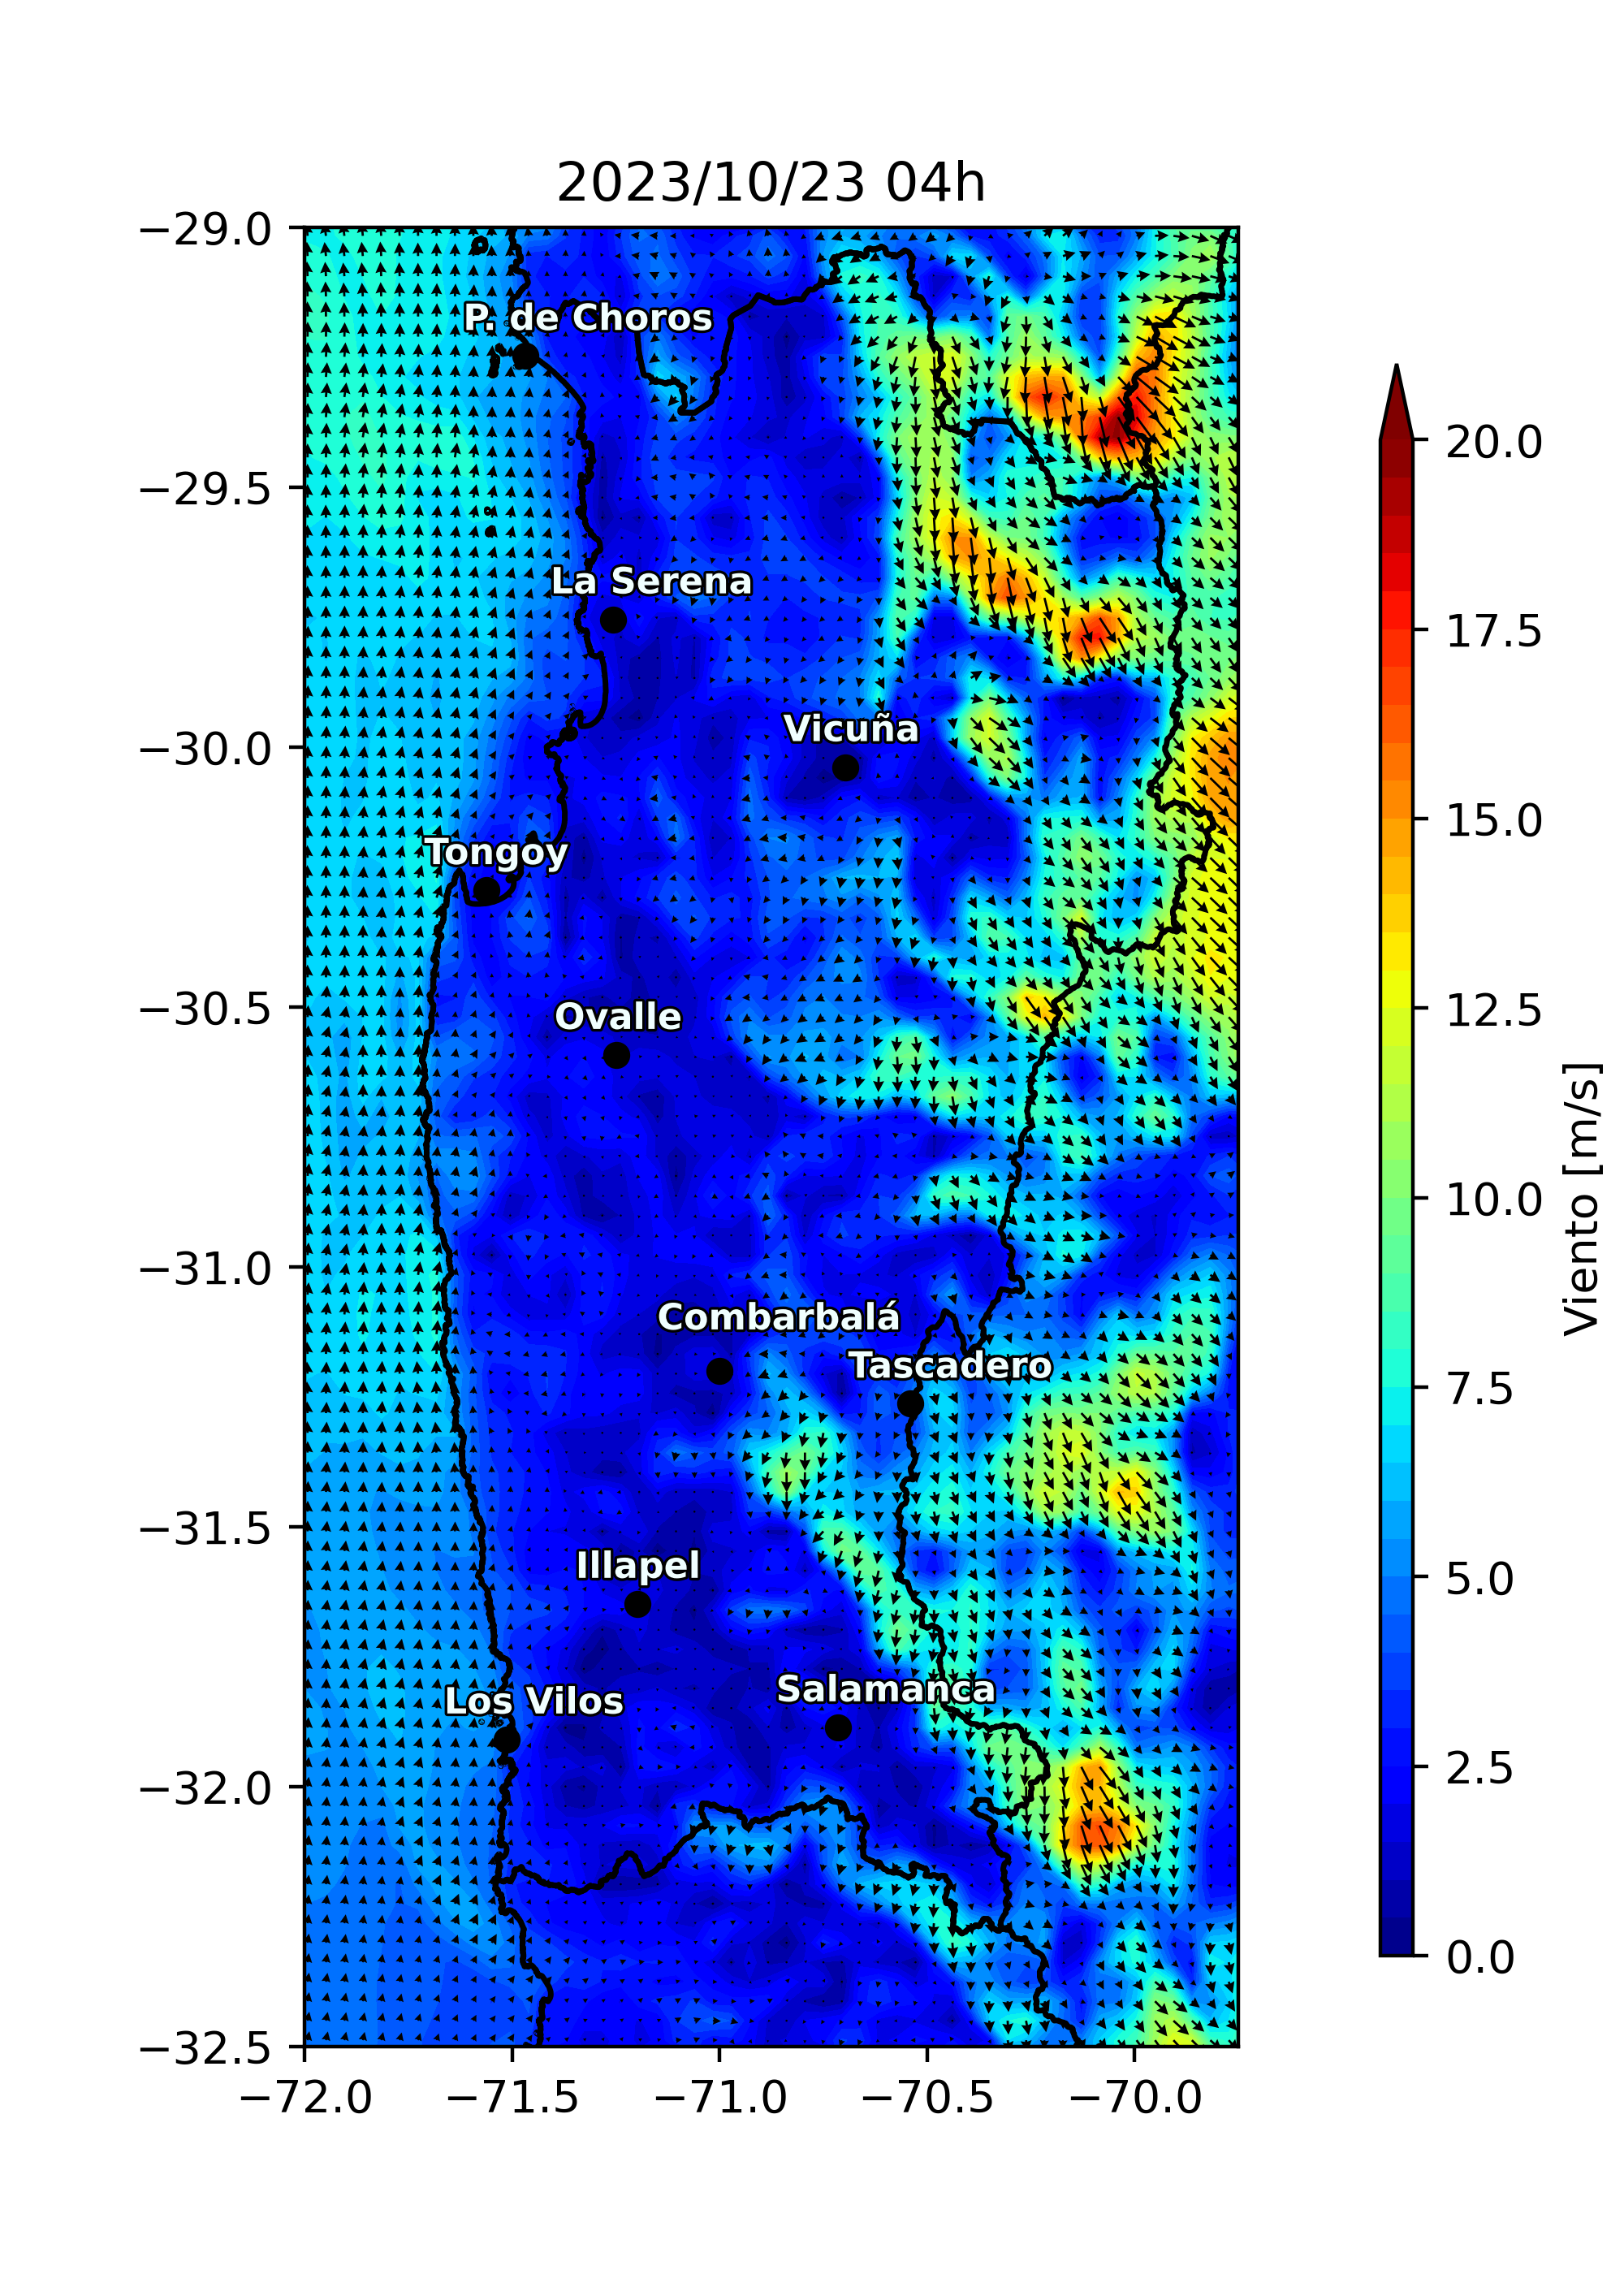 2023/10/23 04h
−29.0
−29.5
−30.0
−30.5
−31.0
−31.5
−32.0
−32.5
−72.0
−71.5
−71.0
−70.5
−70.0
P. de Choros
La Serena
Vicuña
Tongoy
Ovalle
Combarbalá
Tascadero
Illapel
Salamanca
Los Vilos
20.0
17.5
15.0
12.5
10.0
7.5
5.0
2.5
0.0
Viento [m/s]